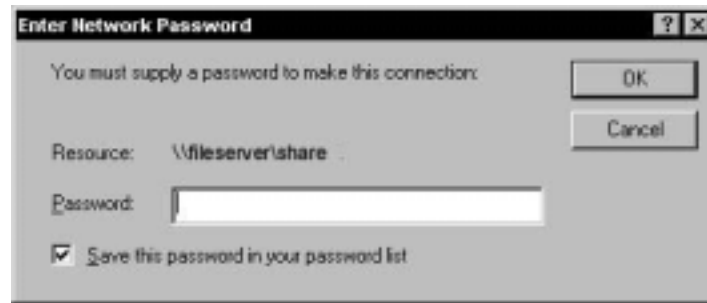 Enter Network Password
You must supply a password to make this connection:
OK
Cancel
Resource: \\fileserver\share
Password:
Save this password in your password list